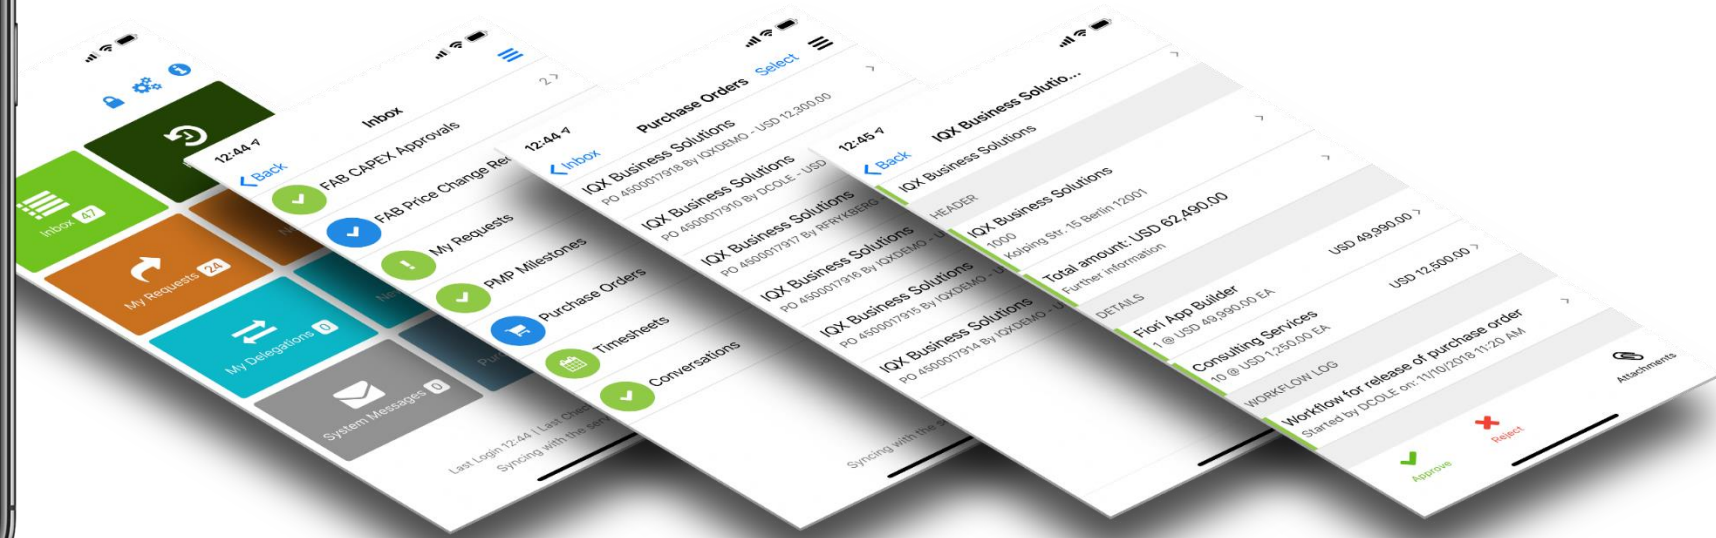 Inbox 47
My Requests 24
My Delegations 0
System Messages 0
Last Login 12:44 | Last
Syncing with the
12:44
Back
Inbox
2
FAB CAPEX Approvals
FAB Price Change
My Requests
PMP Milestones
Purchase Orders
Timesheets
Conversations
12:44
Inbox
Purchase Orders
Select
IQX Business Solutions
PO 4500017918 By IQXDEMO - USD 12,300.00
IQX Business Solutions
PO 4500017910 By DCOLE - USD
IQX Business Solutions
PO 4500017917 By RFRYKBERG -
IQX Business Solutions
PO 4500017916 By IQXDEMO -
IQX Business Solutions
PO 4500017915 By IQXDEMO -
IQX Business Solutions
PO 4500017914 By IQXDEMO -
Syncing with the
12:45
Back
IQX Business Solutio...
IQX Business Solutions
HEADER
IQX Business Solutions
1000
Kolping Str. 15 Berlin 12001
Total amount: USD 62,490.00
Further information
DETAILS
Fiori App Builder
1 @ USD 49,990.00 EA
USD 49,990.00
Consulting Services
10 @ USD 1,250.00 EA
USD 12,500.00
WORKFLOW LOG
Workflow for release of purchase order
Started by DCOLE on: 11/10/2018 11:20 AM
Approve
Reject
Attachments